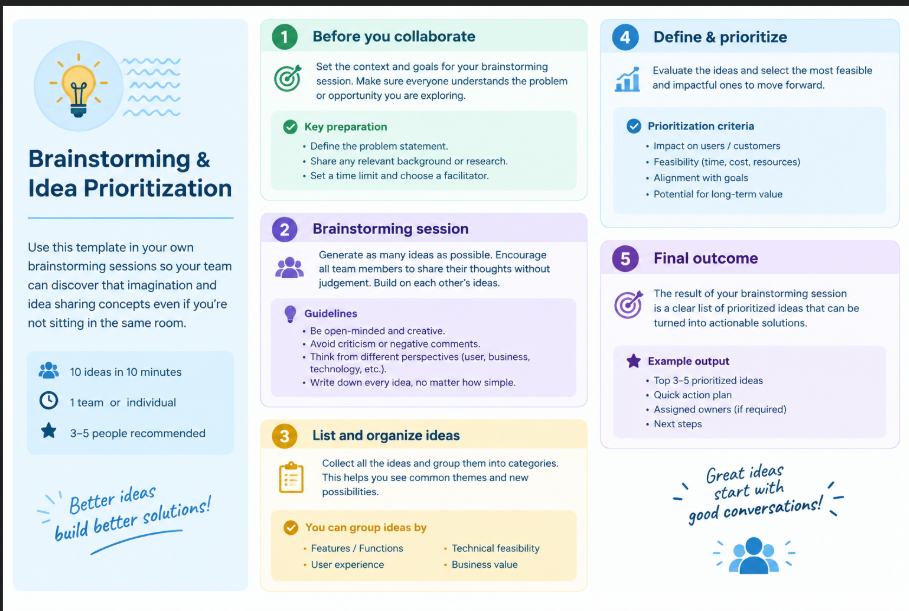 Brainstorming &
Idea Prioritization
Use this template in your own
brainstorming sessions so your team
can discover that imagination and
idea sharing concepts even if you're
not sitting in the same room.
10 ideas in 10 minutes
1 team or individual
3–5 people recommended
Better ideas
build better solutions!
1 Before you collaborate
Set the context and goals for your brainstorming
session. Make sure everyone understands the problem
or opportunity you are exploring.
Key preparation
• Define the problem statement.
• Share any relevant background or research.
• Set a time limit and choose a facilitator.
2 Brainstorming session
Generate as many ideas as possible. Encourage
all team members to share their thoughts without
judgement. Build on each other's ideas.
Guidelines
• Be open-minded and creative.
• Avoid criticism or negative comments.
• Think from different perspectives (user, business,
technology, etc.).
• Write down every idea, no matter how simple.
3 List and organize ideas
Collect all the ideas and group them into categories.
This helps you see common themes and new
possibilities.
You can group ideas by
• Features / Functions
• User experience
• Technical feasibility
• Business value
4 Define & prioritize
Evaluate the ideas and select the most feasible
and impactful ones to move forward.
Prioritization criteria
• Impact on users / customers
• Feasibility (time, cost, resources)
• Alignment with goals
• Potential for long-term value
5 Final outcome
The result of your brainstorming session
is a clear list of prioritized ideas that can be
turned into actionable solutions.
Example output
• Top 3–5 prioritized ideas
• Quick action plan
• Assigned owners (if required)
• Next steps
Great ideas
start with
good conversations!